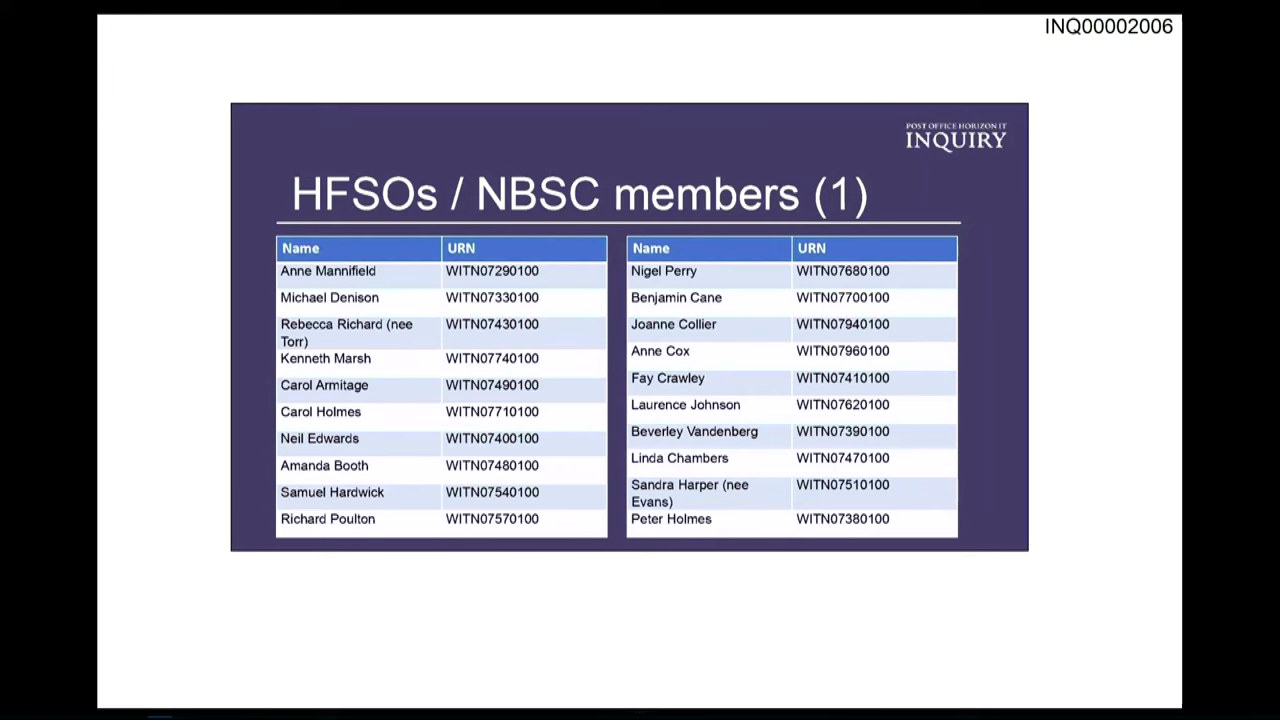 INQ00002006
POST OFFICE HORIZON IT
INQUIRY
HFSOs / NBSC members (1)
Name URN
Anne Mannifield WITN07290100
Michael Denison WITN07330100
Rebecca Richard (nee WITN07430100
Torr)
Kenneth Marsh WITN07740100
Carol Armitage WITN07490100
Carol Holmes WITN07710100
Neil Edwards WITN07400100
Amanda Booth WITN07480100
Samuel Hardwick WITN07540100
Richard Poulton WITN07570100
Name URN
Nigel Perry WITN07680100
Benjamin Cane WITN07700100
Joanne Collier WITN07940100
Anne Cox WITN07960100
Fay Crawley WITN07410100
Laurence Johnson WITN07620100
Beverley Vandenberg WITN07390100
Linda Chambers WITN07470100
Sandra Harper (nee WITN07510100
Evans)
Peter Holmes WITN07380100